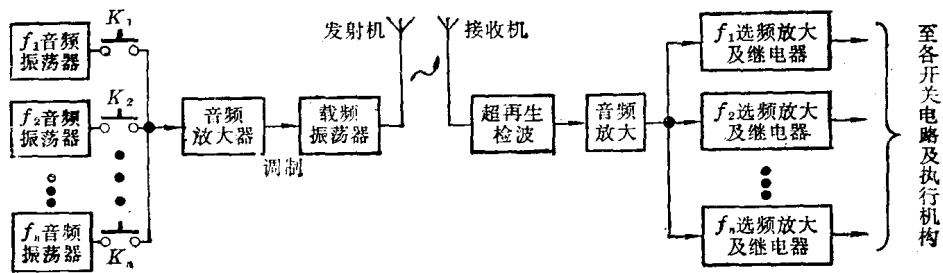 K₁
f₁音频
振荡器
K₂
f₂音频
振荡器
fₙ音频
振荡器
Kₙ
音频
放大器
调制
载频
振荡器
发射机
接收机
超再生
检波
音频
放大
f₁选频放大
及继电器
f₂选频放大
及继电器
fₙ选频放大
及继电器
至各开关电路及执行机构